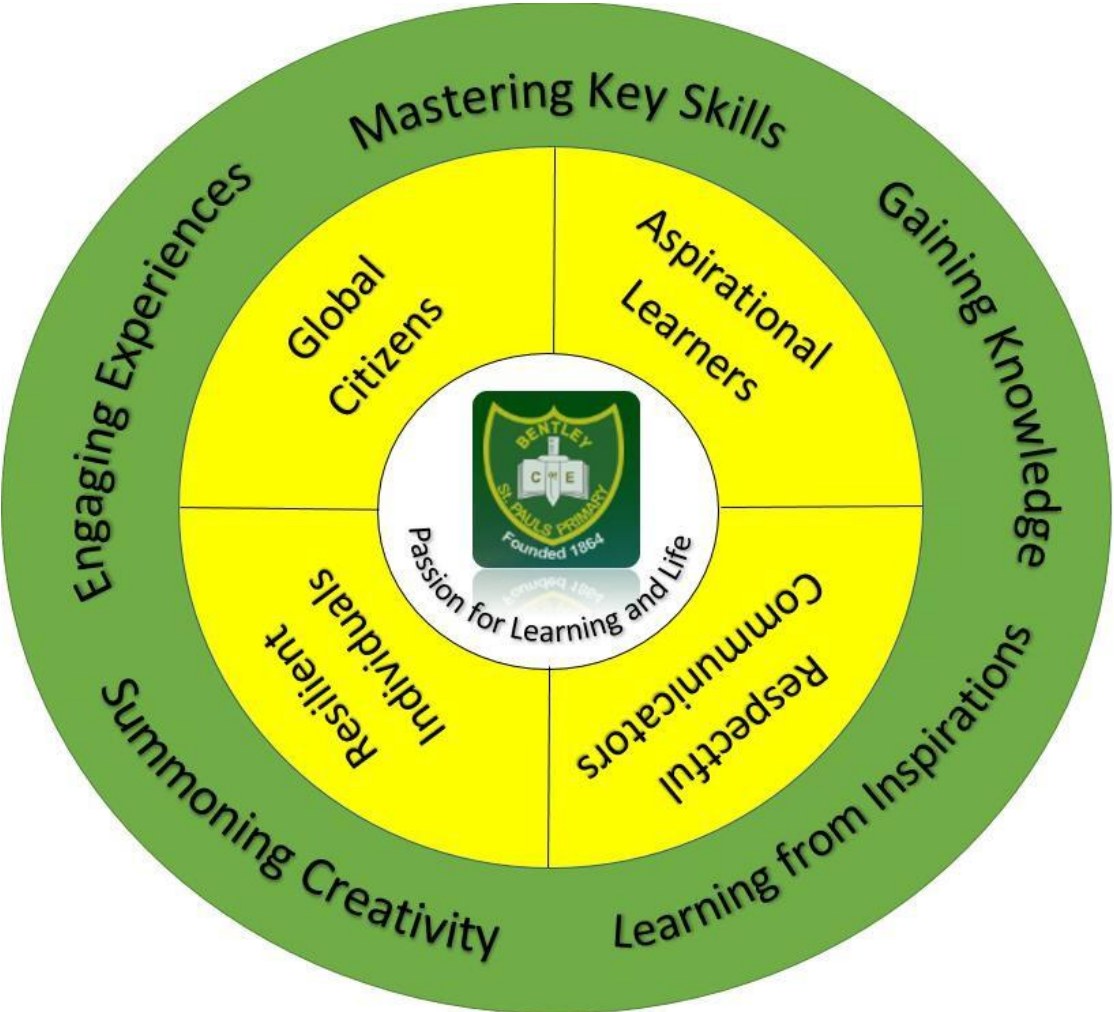 Mastering Key Skills
Gaining Knowledge
Learning from Inspirations
Summoning Creativity
Engaging Experiences
Aspirational
Learners
Respectful
Communicators
Resilient
Individuals
Global
Citizens
BENTLEY
C of E
ST. PAULS PRIMARY
Founded 1864
Passion for Learning and Life